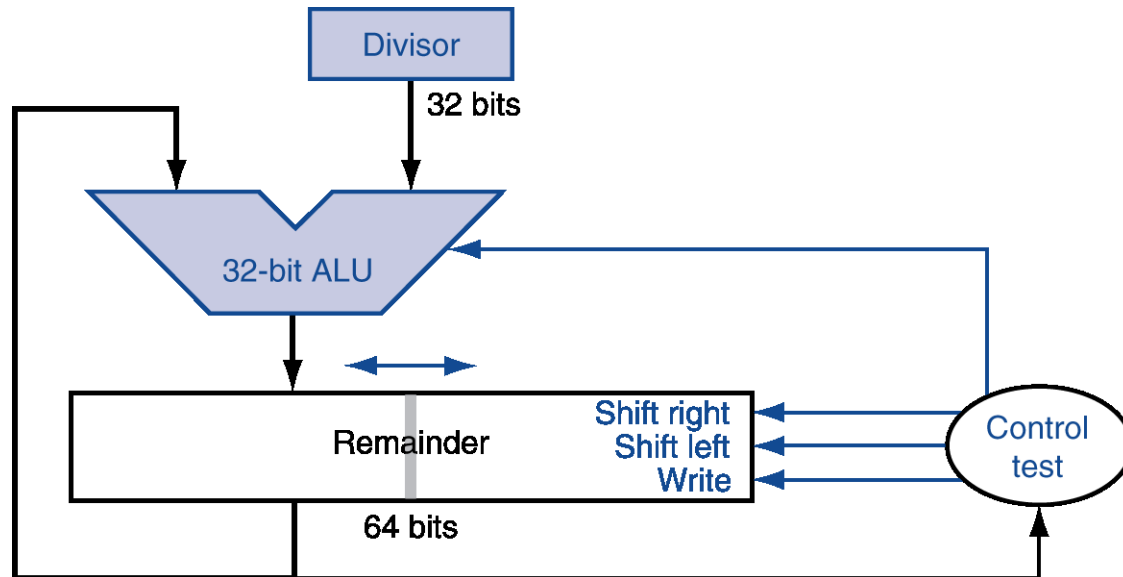 Divisor
32 bits
32-bit ALU
Remainder
Shift right
Shift left
Write
Control
test
64 bits